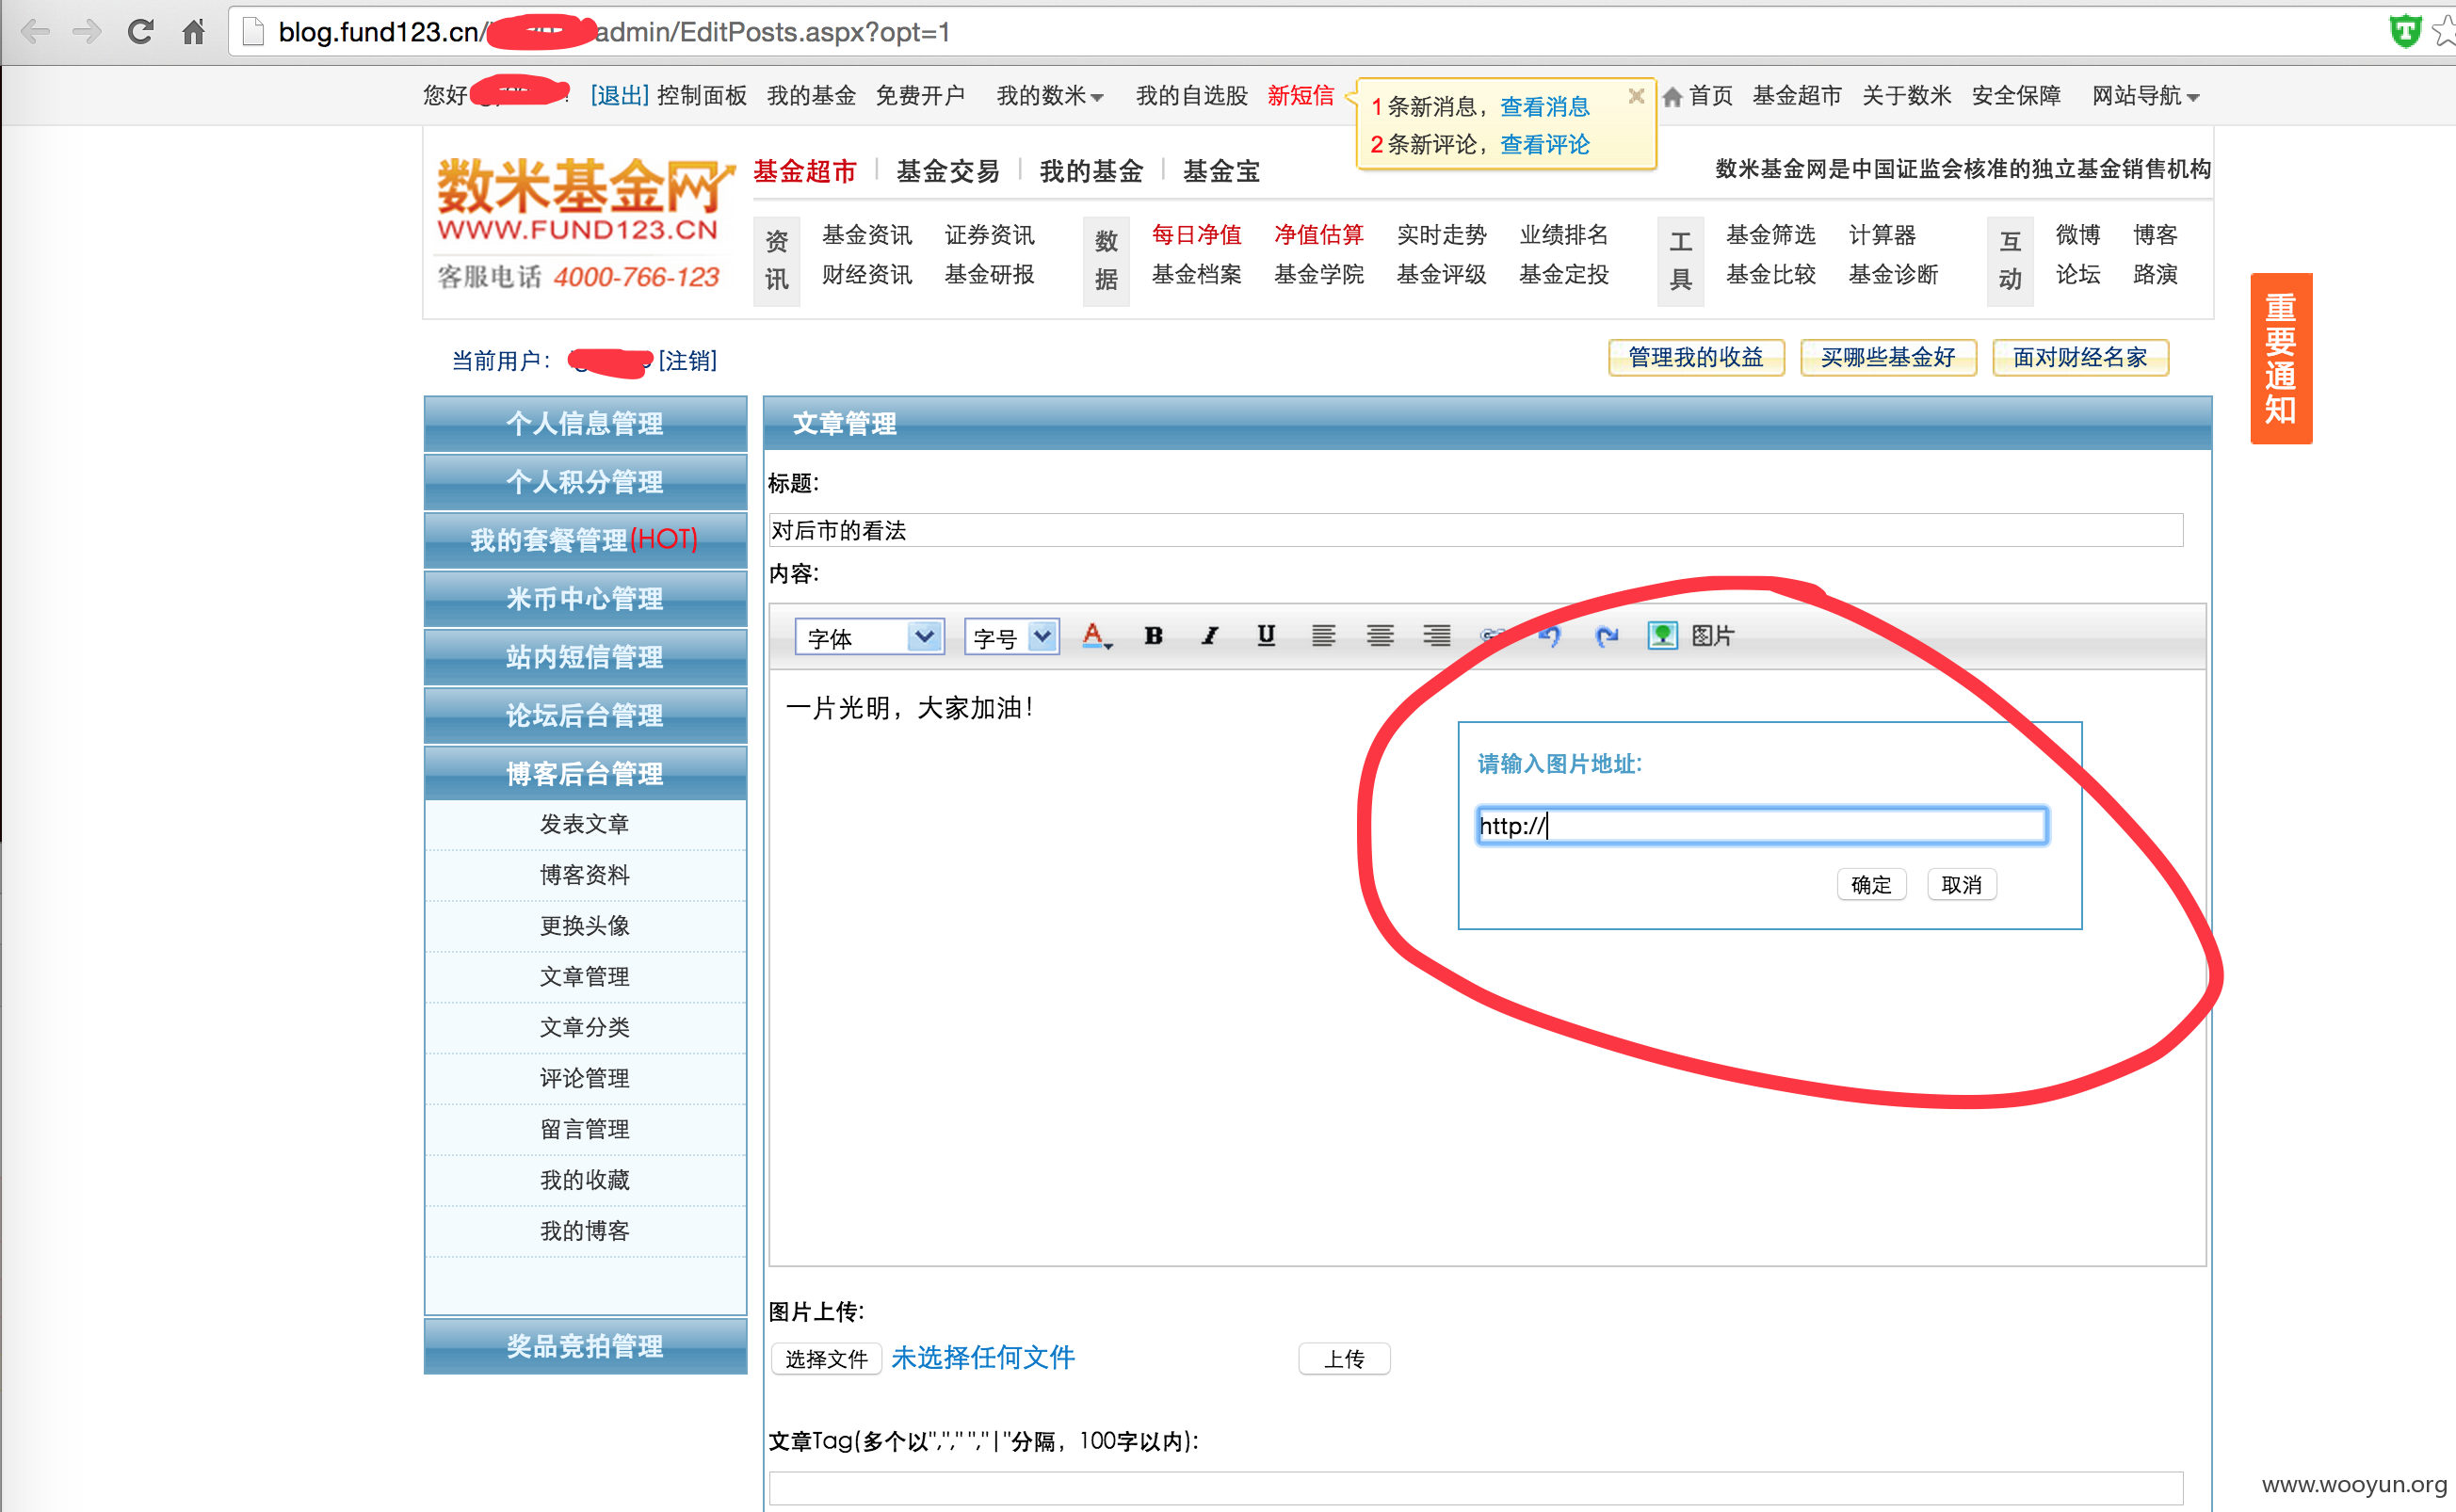 blog.fund123.cn/ admin/EditPosts.aspx?opt=1
您好 ! [退出] 控制面板 我的基金 免费开户 我的数米 我的自选股 新短信
1 条新消息，查看消息
2 条新评论，查看评论
首页 基金超市 关于数米 安全保障 网站导航
数米基金网
WWW.FUND123.CN
客服电话 4000-766-123
基金超市 | 基金交易 | 我的基金 | 基金宝
数米基金网是中国证监会核准的独立基金销售机构
资讯 基金资讯 证券资讯 数据 每日净值 净值估算 实时走势 业绩排名 工具 基金筛选 计算器 互动 微博 博客
财经资讯 基金研报 基金档案 基金学院 基金评级 基金定投 基金比较 基金诊断 论坛 路演
重要通知
当前用户： [注销]
管理我的收益 买哪些基金好 面对财经名家
个人信息管理
个人积分管理
我的套餐管理(HOT)
米币中心管理
站内短信管理
论坛后台管理
博客后台管理
发表文章
博客资料
更换头像
文章管理
文章分类
评论管理
留言管理
我的收藏
我的博客
奖品竞拍管理
文章管理
标题:
对后市的看法
内容:
字体 字号 A B I U 图片
一片光明，大家加油！
请输入图片地址:
http://
确定 取消
图片上传:
选择文件 未选择任何文件 上传
文章Tag(多个以","," ","|"分隔，100字以内):
www.wooyun.org